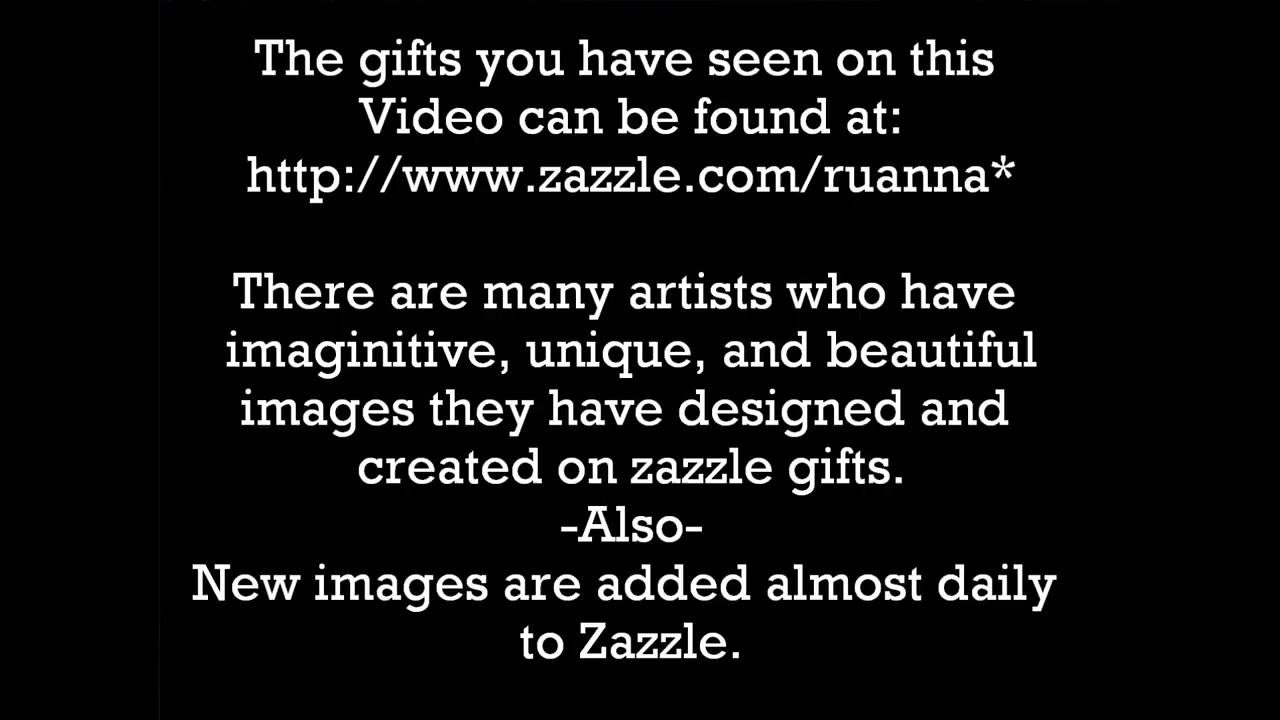 The gifts you have seen on this
Video can be found at:
http://www.zazzle.com/ruanna*
There are many artists who have
imaginitive, unique, and beautiful
images they have designed and
created on zazzle gifts.
-Also-
New images are added almost daily
to Zazzle.